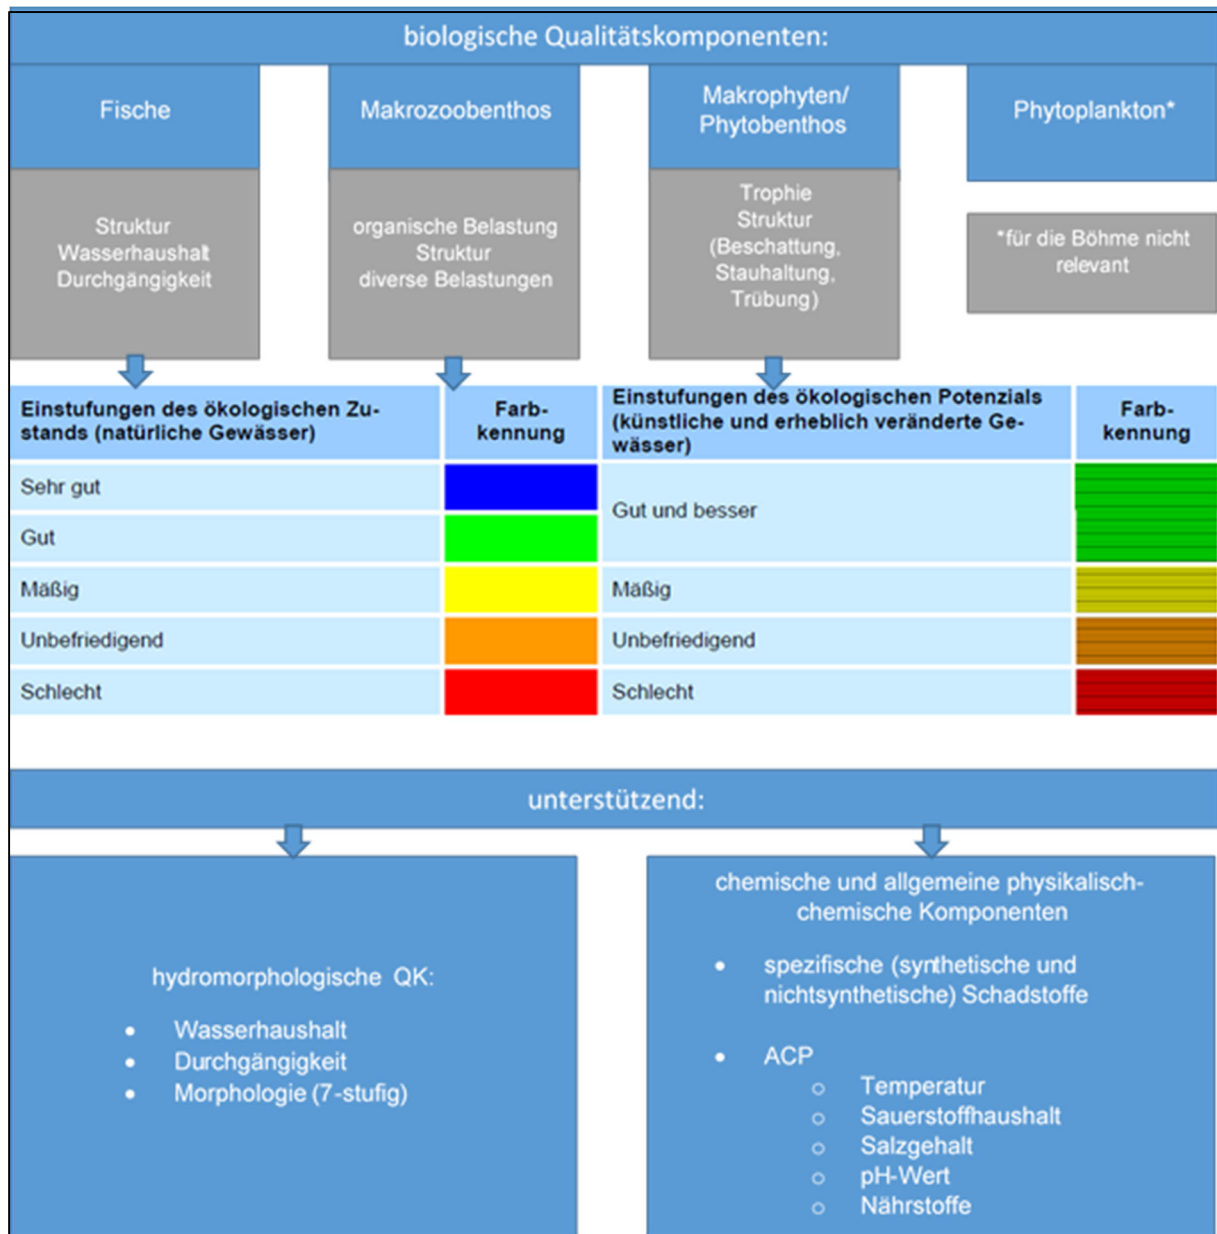 biologische Qualitätskomponenten:
Fische
Makrozoobenthos
Makrophyten/
Phytobenthos
Phytoplankton*
Struktur
Wasserhaushalt
Durchgängigkeit
organische Belastung
Struktur
diverse Belastungen
Trophie
Struktur
(Beschattung,
Stauhaltung,
Trübung)
*für die Böhme nicht
relevant
Einstufungen des ökologischen Zu-
stands (natürliche Gewässer)
Farb-
kennung
Einstufungen des ökologischen Potenzials
(künstliche und erheblich veränderte Ge-
wässer)
Farb-
kennung
Sehr gut
Gut und besser
Gut
Mäßig
Mäßig
Unbefriedigend
Unbefriedigend
Schlecht
Schlecht
unterstützend:
hydromorphologische QK:
• Wasserhaushalt
• Durchgängigkeit
• Morphologie (7-stufig)
chemische und allgemeine physikalisch-
chemische Komponenten
• spezifische (synthetische und
nichtsynthetische) Schadstoffe
• ACP
o Temperatur
o Sauerstoffhaushalt
o Salzgehalt
o pH-Wert
o Nährstoffe